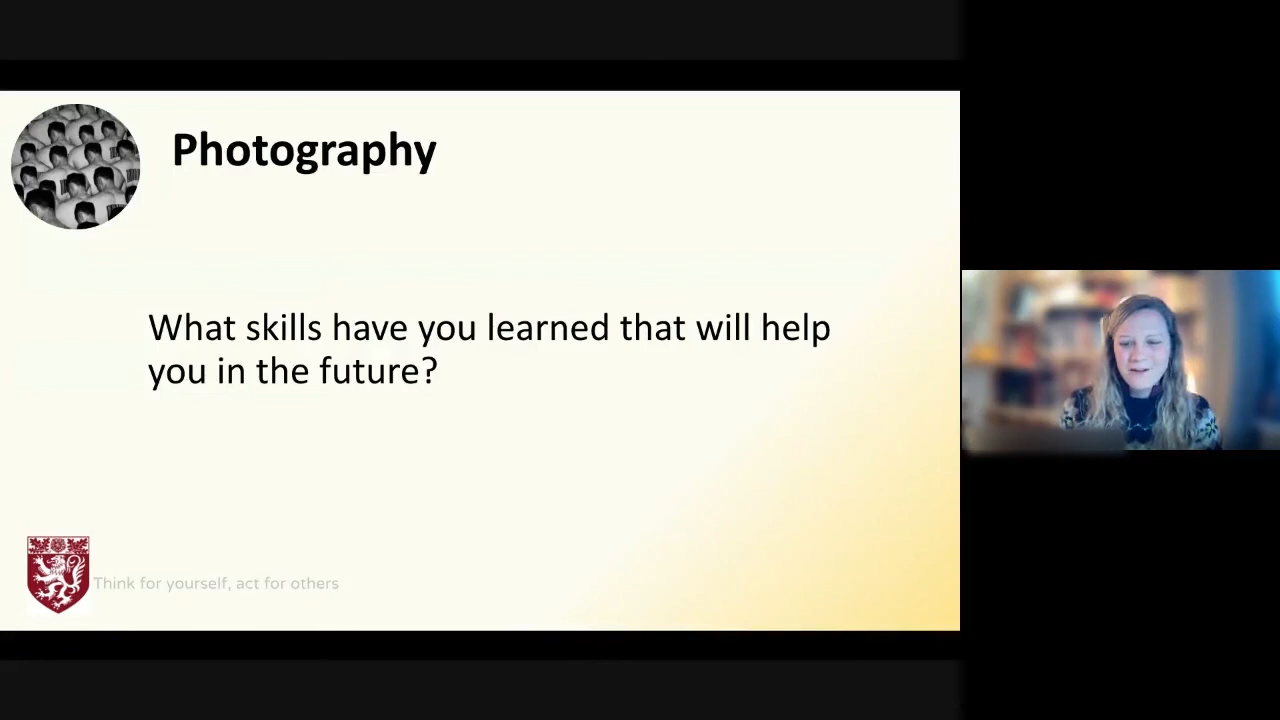 Photography
What skills have you learned that will help
you in the future?
Think for yourself, act for others